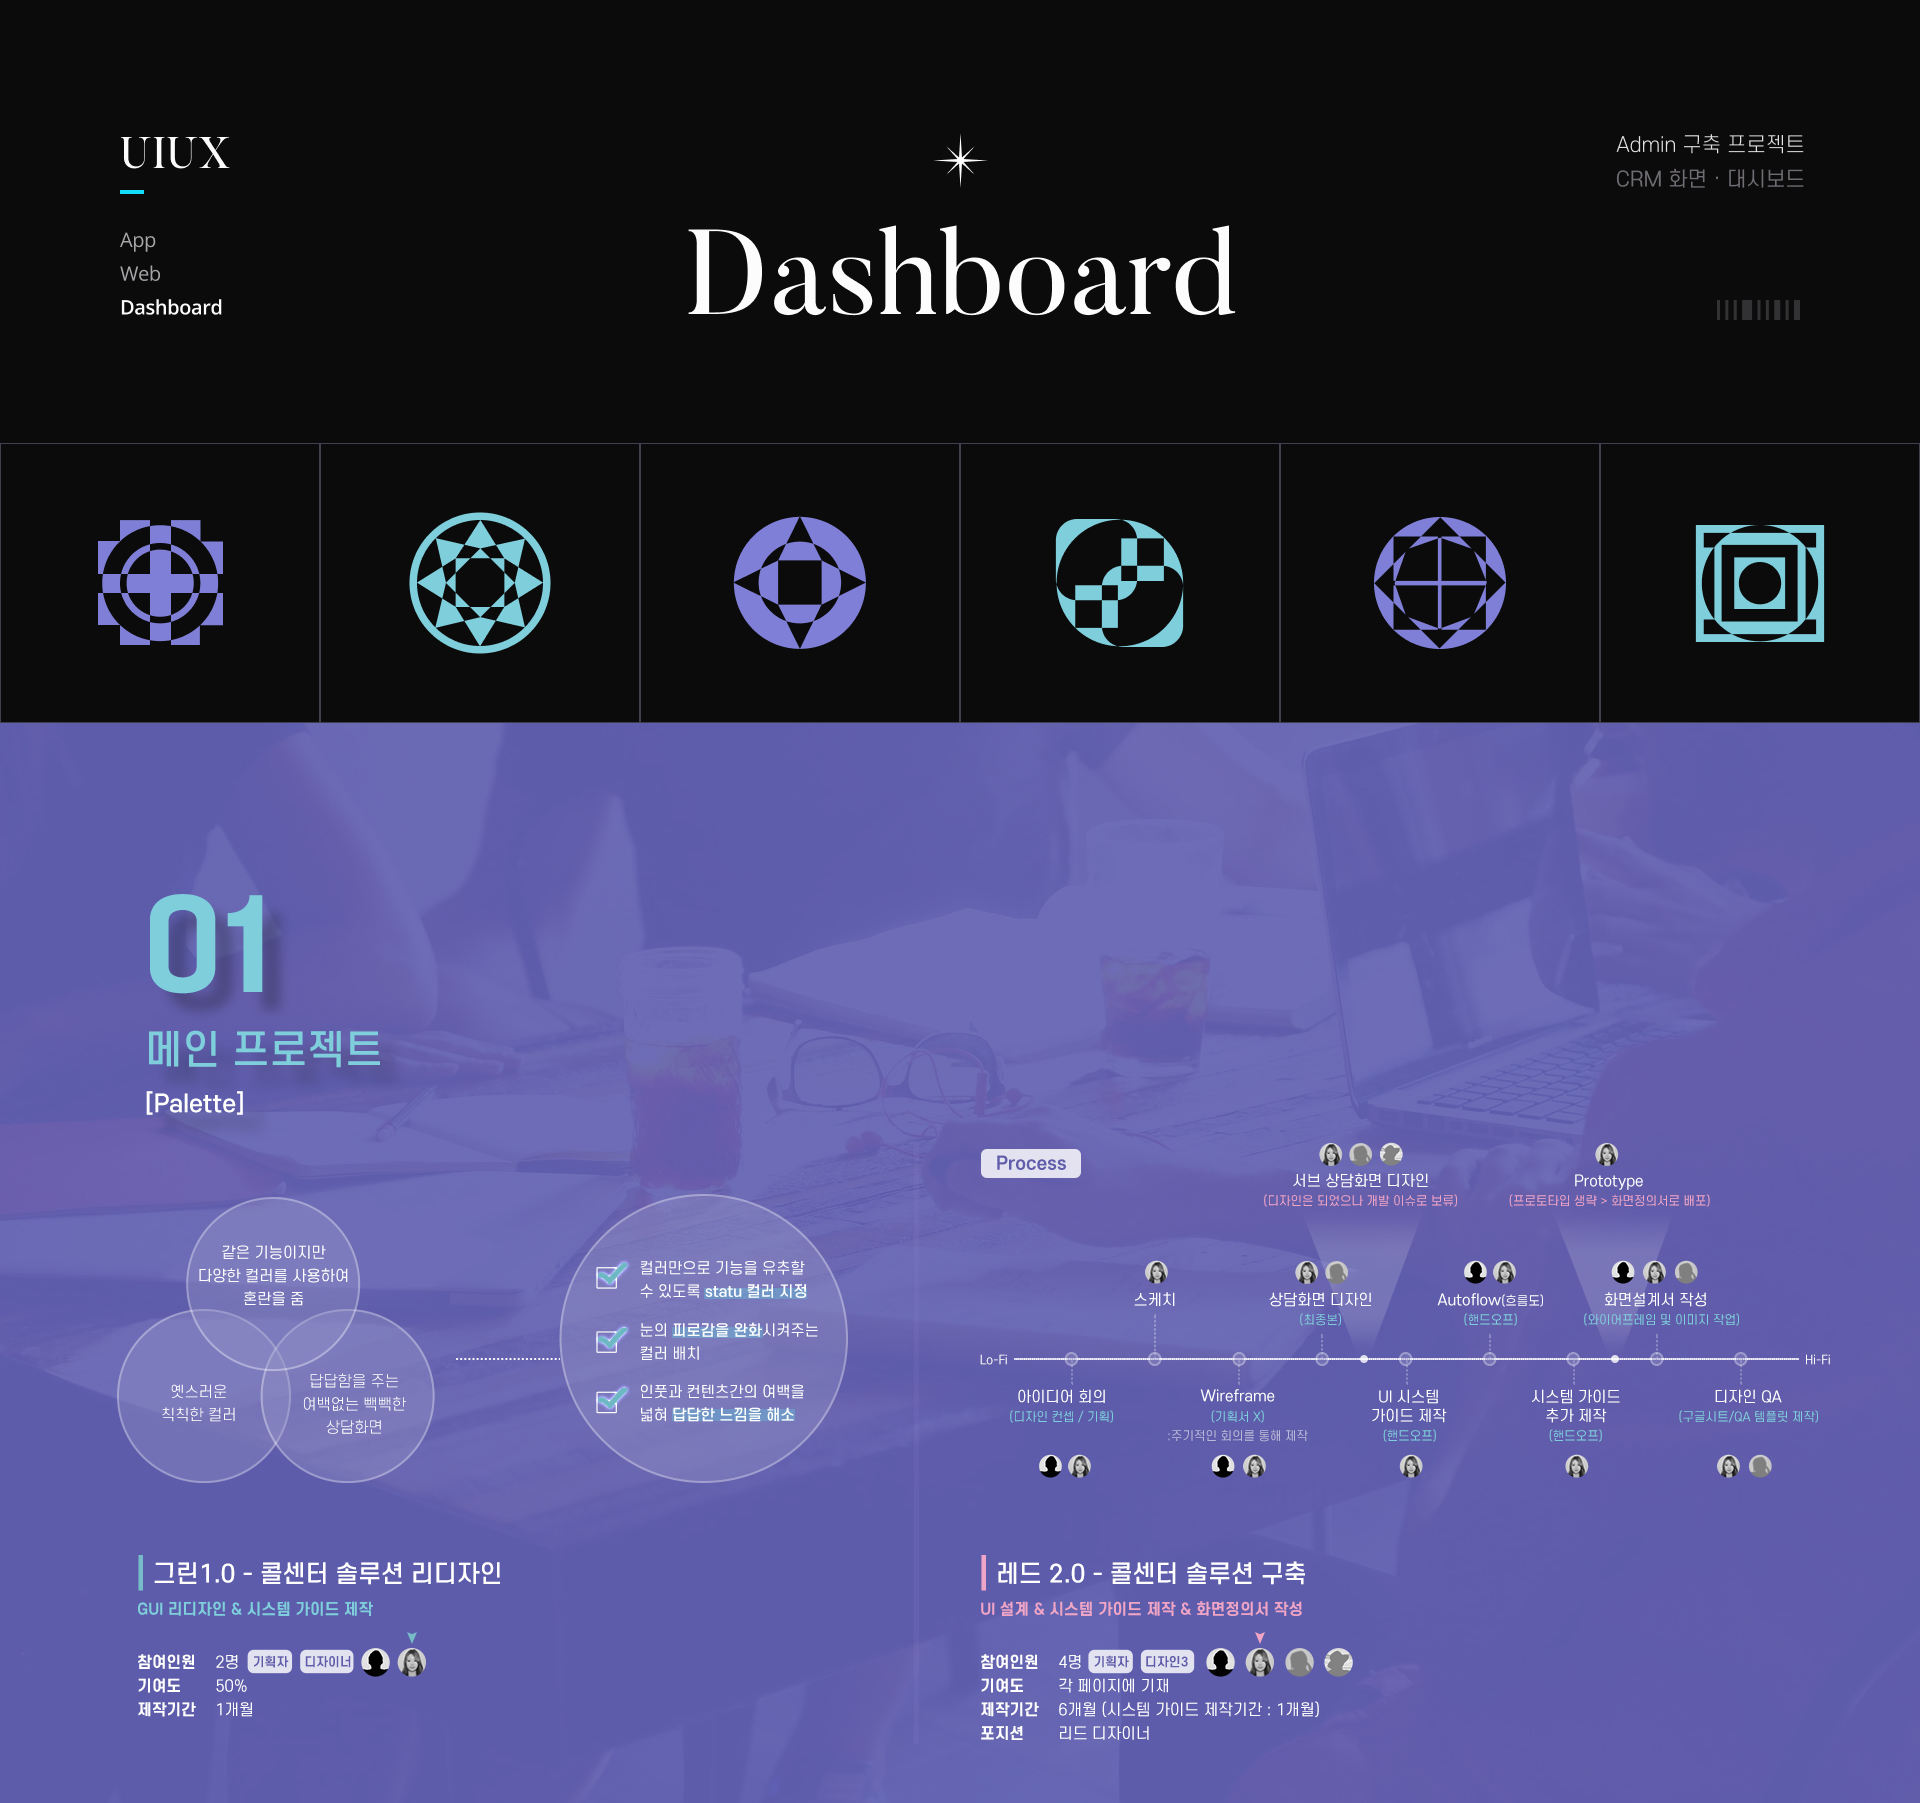 UIUX
App
Web
Dashboard
Dashboard
Admin 구축 프로젝트
CRM 화면 · 대시보드
01
메인 프로젝트
[Palette]
같은 기능이지만
다양한 컬러를 사용하여
혼란을 줌
옛스러운
칙칙한 컬러
답답함을 주는
여백없는 빽빽한
상담화면
컬러만으로 기능을 유추할
수 있도록 statu 컬러 지정
눈의 피로감을 완화시켜주는
컬러 배치
인풋과 컨텐츠간의 여백을
넓혀 답답한 느낌을 해소
Process
서브 상담화면 디자인
(디자인은 되었으나 개발 이슈로 보류)
Prototype
(프로토타입 생략 > 화면정의서로 배포)
스케치
상담화면 디자인
(최종본)
Autoflow(흐름도)
(핸드오프)
화면설계서 작성
(와이어프레임 및 이미지 작업)
Lo-Fi
Hi-Fi
아이디어 회의
(디자인 컨셉 / 기획)
Wireframe
(기획서 X)
:주기적인 회의를 통해 제작
UI 시스템
가이드 제작
(핸드오프)
시스템 가이드
추가 제작
(핸드오프)
디자인 QA
(구글시트/QA 템플릿 제작)
그린1.0 - 콜센터 솔루션 리디자인
GUI 리디자인 & 시스템 가이드 제작
참여인원 2명 기획자 디자이너
기여도 50%
제작기간 1개월
레드 2.0 - 콜센터 솔루션 구축
UI 설계 & 시스템 가이드 제작 & 화면정의서 작성
참여인원 4명 기획자 디자인3
기여도 각 페이지에 기재
제작기간 6개월 (시스템 가이드 제작기간 : 1개월)
포지션 리드 디자이너